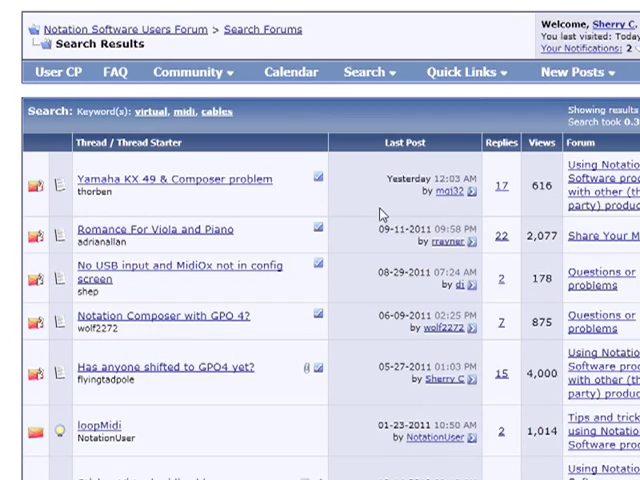 Notation Software Users Forum > Search Forums
Search Results
Welcome, Sherry C.
You last visited: Today
Your Notifications: 2
User CP FAQ Community Calendar Search Quick Links New Posts
Search: Keyword(s): virtual, midi, cables
Showing results
Search took 0.3
Thread / Thread Starter Last Post Replies Views Forum
Yamaha KX 49 & Composer problem
thorben
Yesterday 12:03 AM
by mgj32
17 616
Using Notation
Software prod
with other (th
party) produc
Romance For Viola and Piano
adrianallan
09-11-2011 09:58 PM
by rrayner
22 2,077 Share Your M
No USB input and MidiOx not in config
screen
shep
08-29-2011 07:24 AM
by dj
2 178
Questions or
problems
Notation Composer with GPO 4?
wolf2272
06-09-2011 02:25 PM
by wolf2272
7 875
Questions or
problems
Has anyone shifted to GPO4 yet?
flyingtadpole
05-27-2011 01:03 PM
by Sherry C
15 4,000
Using Notatio
Software prod
with other (th
party) produc
loopMidi
NotationUser
01-23-2011 10:50 AM
by NotationUser
2 1,014
Tips and trick
using Notatio
Software proc
Using Notatio